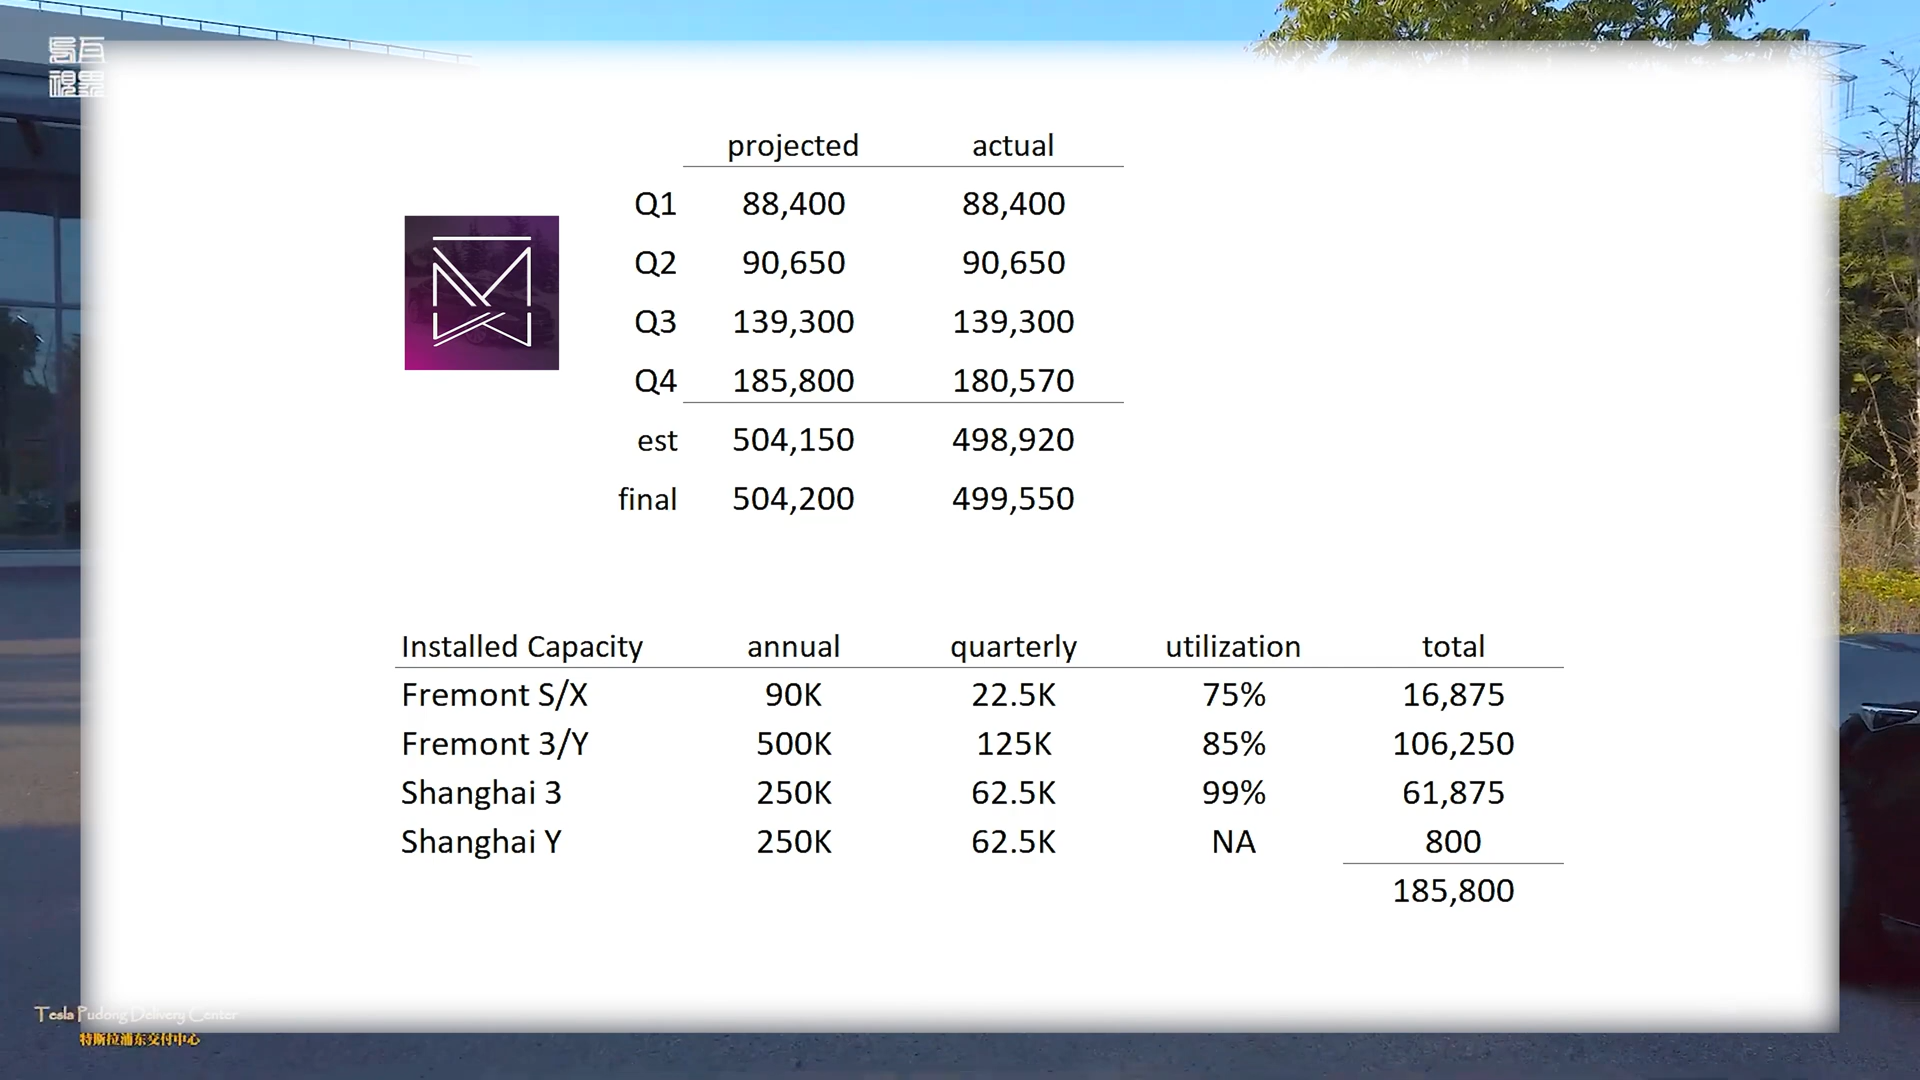 易瓦
視界
projected actual
Q1 88,400 88,400
Q2 90,650 90,650
Q3 139,300 139,300
Q4 185,800 180,570
est 504,150 498,920
final 504,200 499,550
Installed Capacity annual quarterly utilization total
Fremont S/X 90K 22.5K 75% 16,875
Fremont 3/Y 500K 125K 85% 106,250
Shanghai 3 250K 62.5K 99% 61,875
Shanghai Y 250K 62.5K NA 800
185,800
Tesla Pudong Delivery Center
特斯拉浦东交付中心